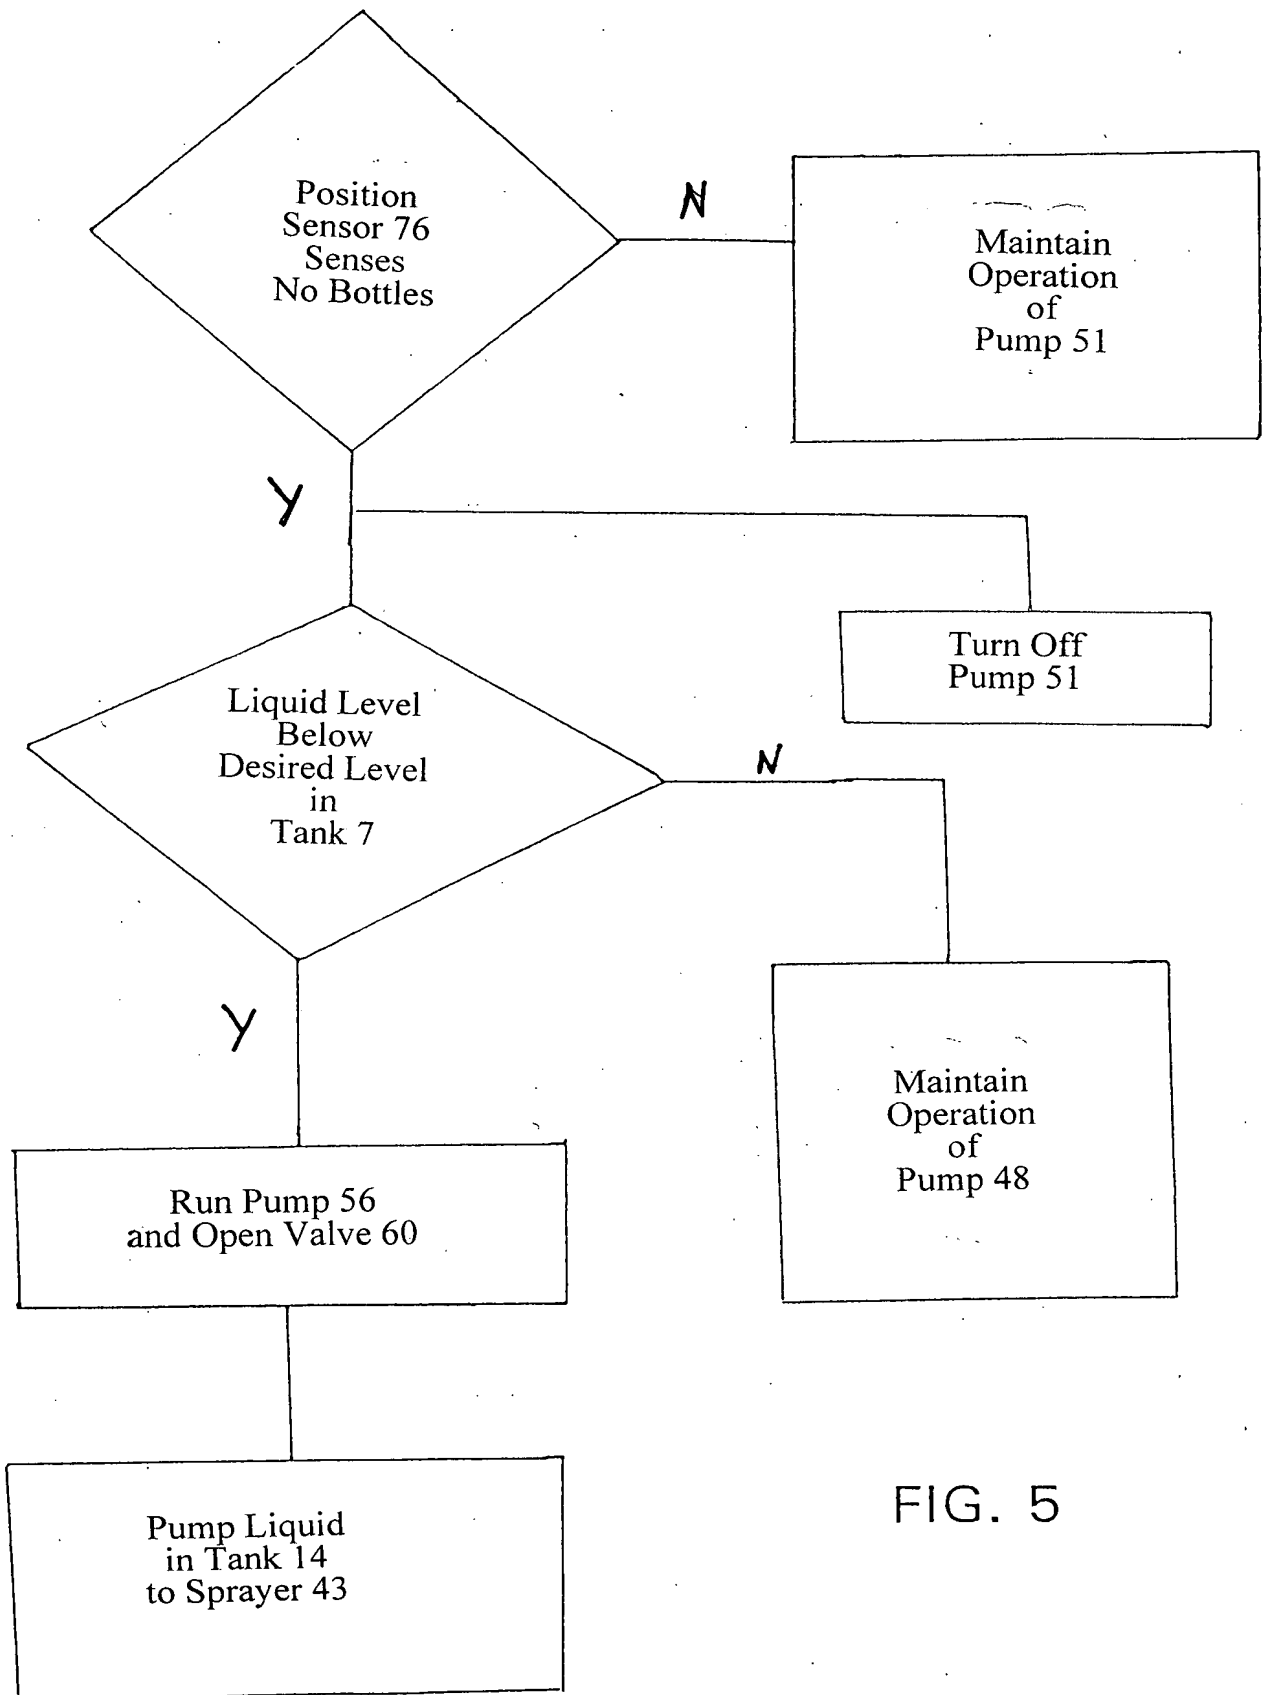 Position
Sensor 76
Senses
No Bottles
N
Maintain
Operation
of
Pump 51
Y
Turn Off
Pump 51
Liquid Level
Below
Desired Level
in
Tank 7
N
Maintain
Operation
of
Pump 48
Y
Run Pump 56
and Open Valve 60
Pump Liquid
in Tank 14
to Sprayer 43
FIG. 5